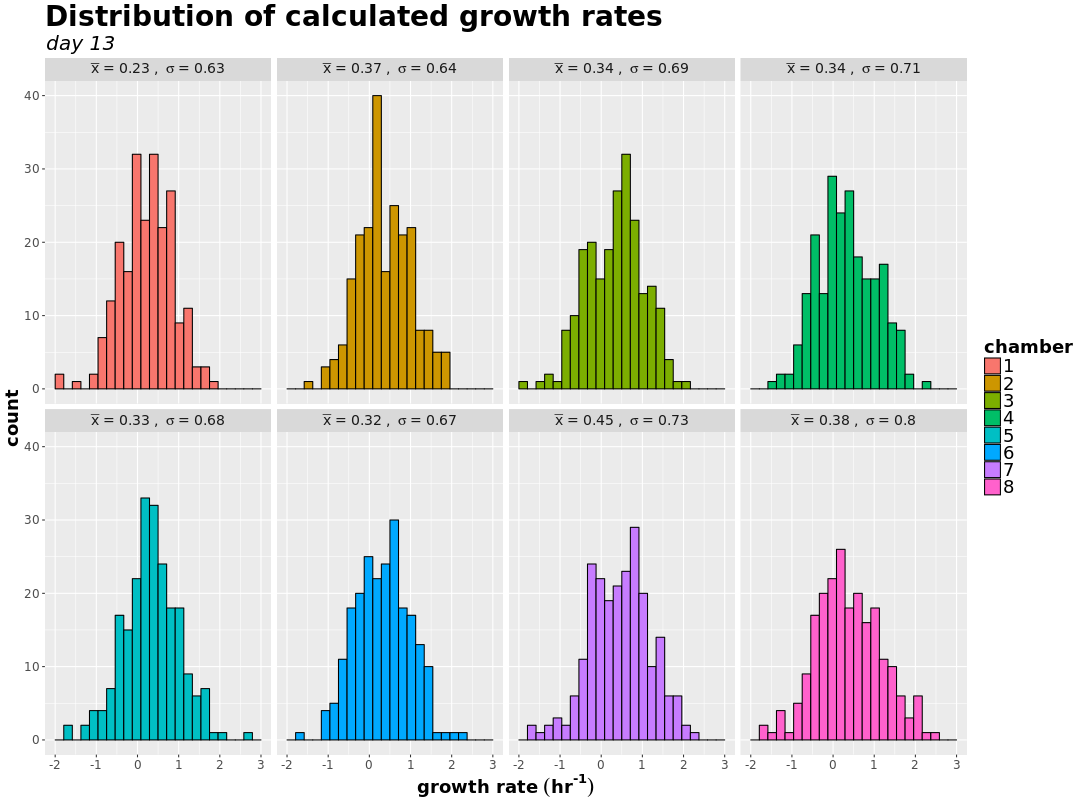 Distribution of calculated growth rates
day 13
x̅ = 0.23 , σ = 0.63
x̅ = 0.37 , σ = 0.64
x̅ = 0.34 , σ = 0.69
x̅ = 0.34 , σ = 0.71
40
30
20
10
0
x̅ = 0.33 , σ = 0.68
x̅ = 0.32 , σ = 0.67
x̅ = 0.45 , σ = 0.73
x̅ = 0.38 , σ = 0.8
40
30
20
10
0
-2 -1 0 1 2 3
-2 -1 0 1 2 3
-2 -1 0 1 2 3
-2 -1 0 1 2 3
count
growth rate (hr⁻¹)
chamber
1
2
3
4
5
6
7
8